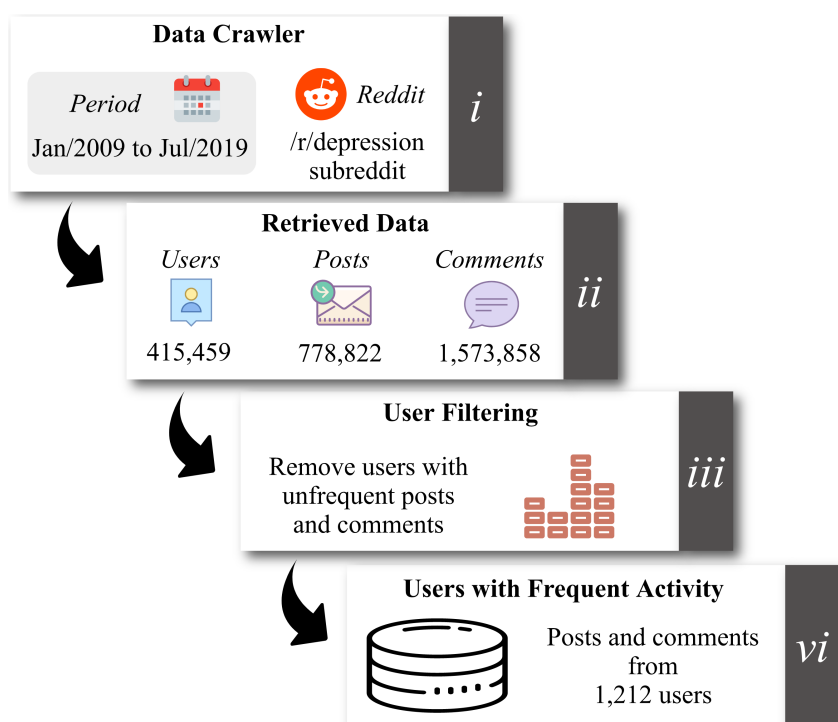 Data Crawler
Period
Jan/2009 to Jul/2019
Reddit
/r/depression
subreddit
i
Retrieved Data
Users
Posts
Comments
415,459
778,822
1,573,858
ii
User Filtering
Remove users with
unfrequent posts
and comments
iii
Users with Frequent Activity
Posts and comments
from
1,212 users
vi